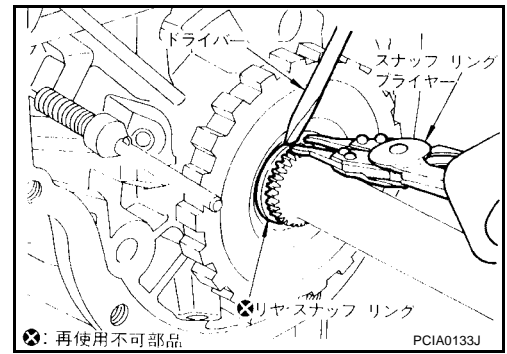 ドライバー
スナップ リング
プライヤー
⊗リヤ スナップ リング
⊗: 再使用不可部品
PCIA0133J